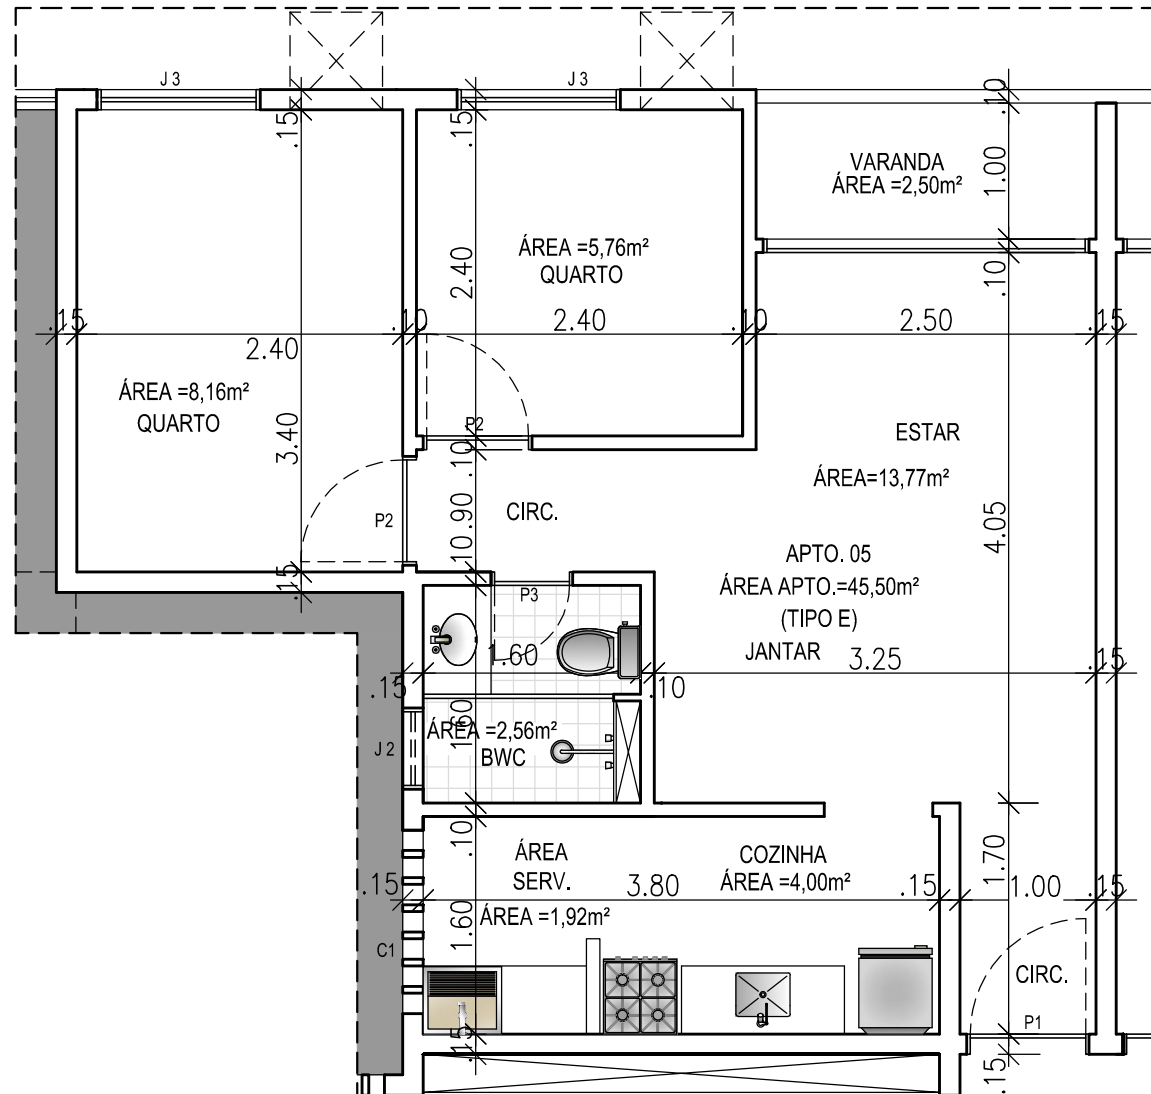 J 3
J 3
.15
.15
.10
VARANDA
ÁREA =2,50m²
1.00
ÁREA =5,76m²
QUARTO
2.40
.10
.15
.10
2.40
.10
2.50
.15
2.40
ÁREA =8,16m²
QUARTO
3.40
P2
ESTAR
.10
ÁREA=13,77m²
P2
.90
CIRC.
4.05
.10
APTO. 05
ÁREA APTO.=45,50m²
(TIPO E)
JANTAR
.15
P3
1.60
3.25
.15
.15
.10
1.60
ÁREA =2,56m²
BWC
J 2
.10
ÁREA
SERV.
COZINHA
ÁREA =4,00m²
1.70
.15
3.80
.15
1.00
.15
ÁREA =1,92m²
1.60
C1
CIRC.
P1
.15
.15